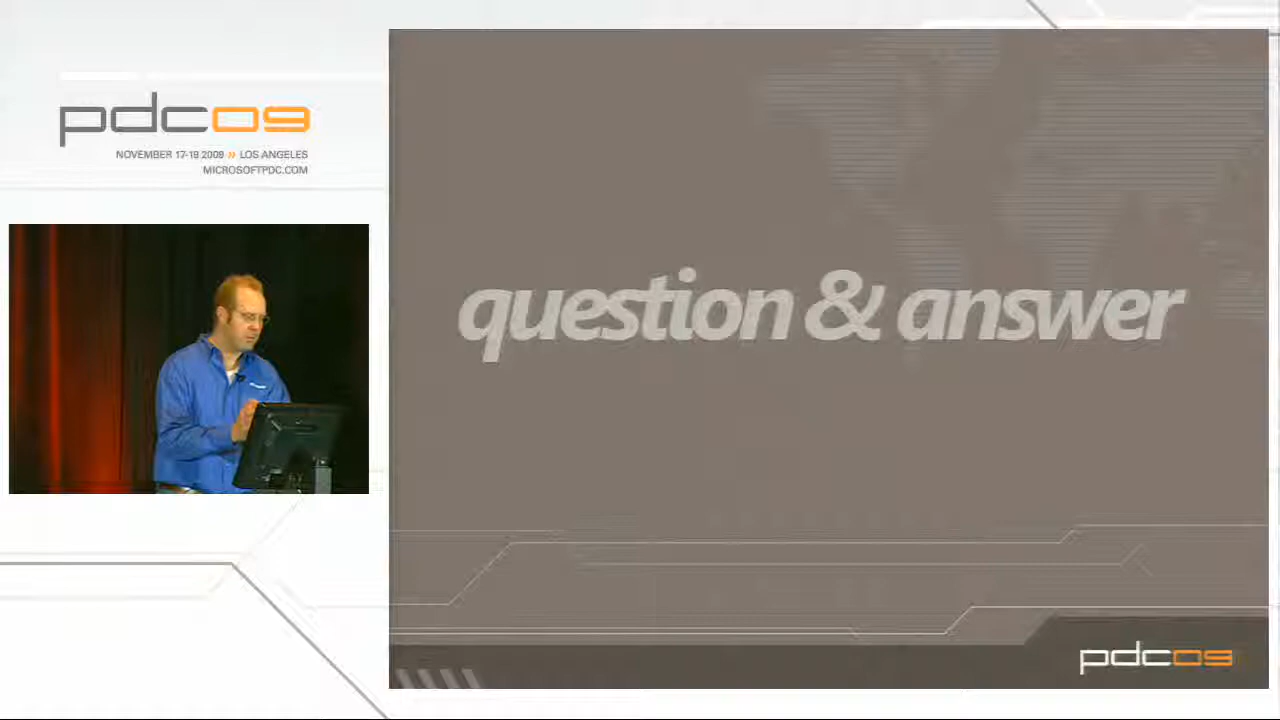 pdc09
NOVEMBER 17-19 2009 » LOS ANGELES
MICROSOFTPDC.COM
question & answer
pdc09